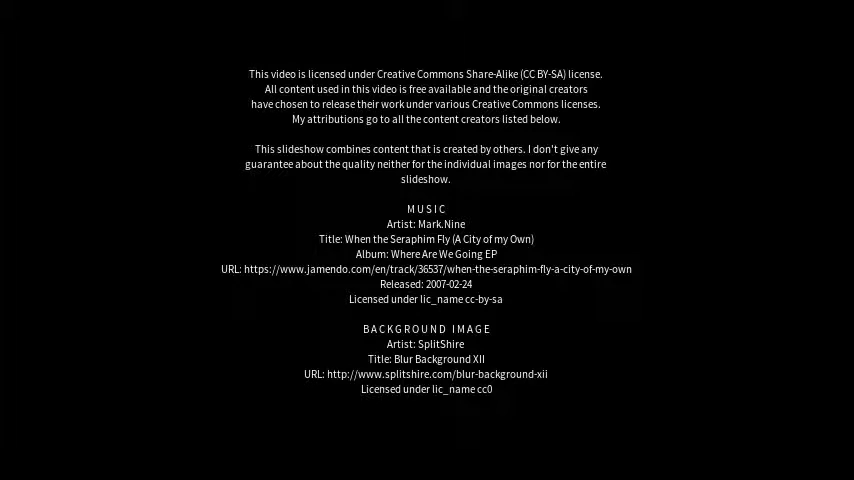 This video is licensed under Creative Commons Share-Alike (CC BY-SA) license.
All content used in this video is free available and the original creators
have chosen to release their work under various Creative Commons licenses.
My attributions go to all the content creators listed below.
This slideshow combines content that is created by others. I don't give any
guarantee about the quality neither for the individual images nor for the entire
slideshow.
MUSIC
Artist: Mark.Nine
Title: When the Seraphim Fly (A City of my Own)
Album: Where Are We Going EP
URL: https://www.jamendo.com/en/track/36537/when-the-seraphim-fly-a-city-of-my-own
Released: 2007-02-24
Licensed under lic_name cc-by-sa
BACKGROUND IMAGE
Artist: SplitShire
Title: Blur Background XII
URL: http://www.splitshire.com/blur-background-xii
Licensed under lic_name cc0